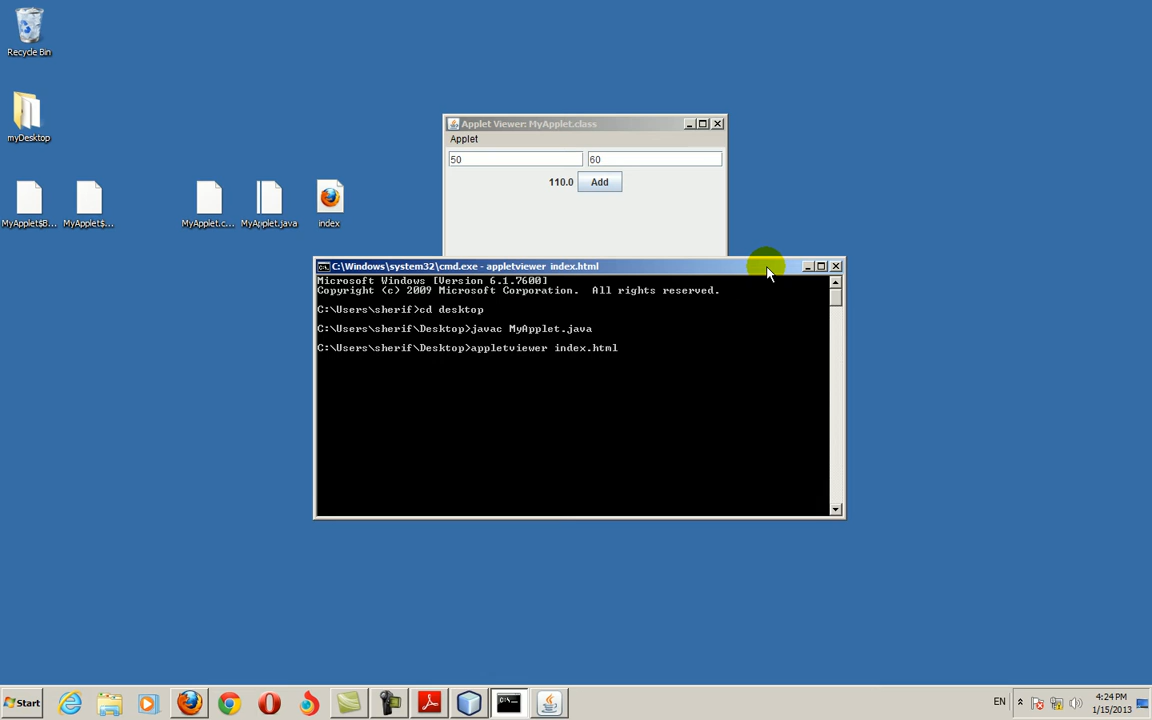 Recycle Bin
myDesktop
MyApplet$B...
MyApplet$...
MyApplet.c...
MyApplet.java
index
Applet Viewer: MyApplet.class
Applet
50
60
110.0
Add
C:\Windows\system32\cmd.exe - appletviewer index.html
Microsoft Windows [Version 6.1.7600]
Copyright (c) 2009 Microsoft Corporation.  All rights reserved.
C:\Users\sherif>cd desktop
C:\Users\sherif\Desktop>javac MyApplet.java
C:\Users\sherif\Desktop>appletviewer index.html
Start
EN
4:24 PM
1/15/2013